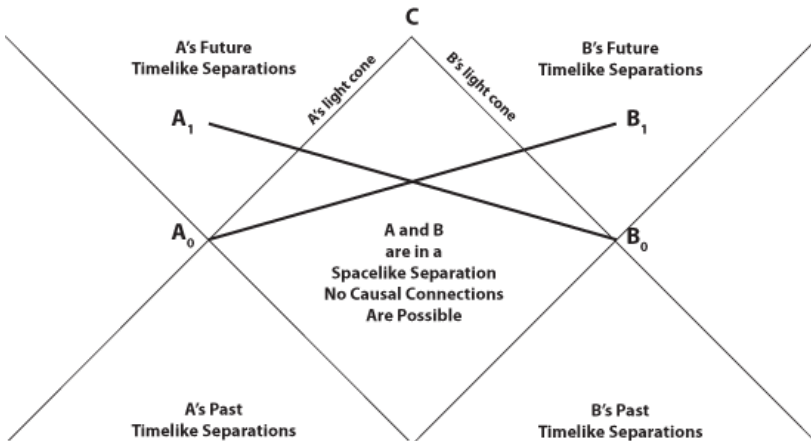 C
A's Future
Timelike Separations
B's Future
Timelike Separations
A's light cone
B's light cone
A₁
B₁
A₀
B₀
A and B
are in a
Spacelike Separation
No Causal Connections
Are Possible
A's Past
Timelike Separations
B's Past
Timelike Separations